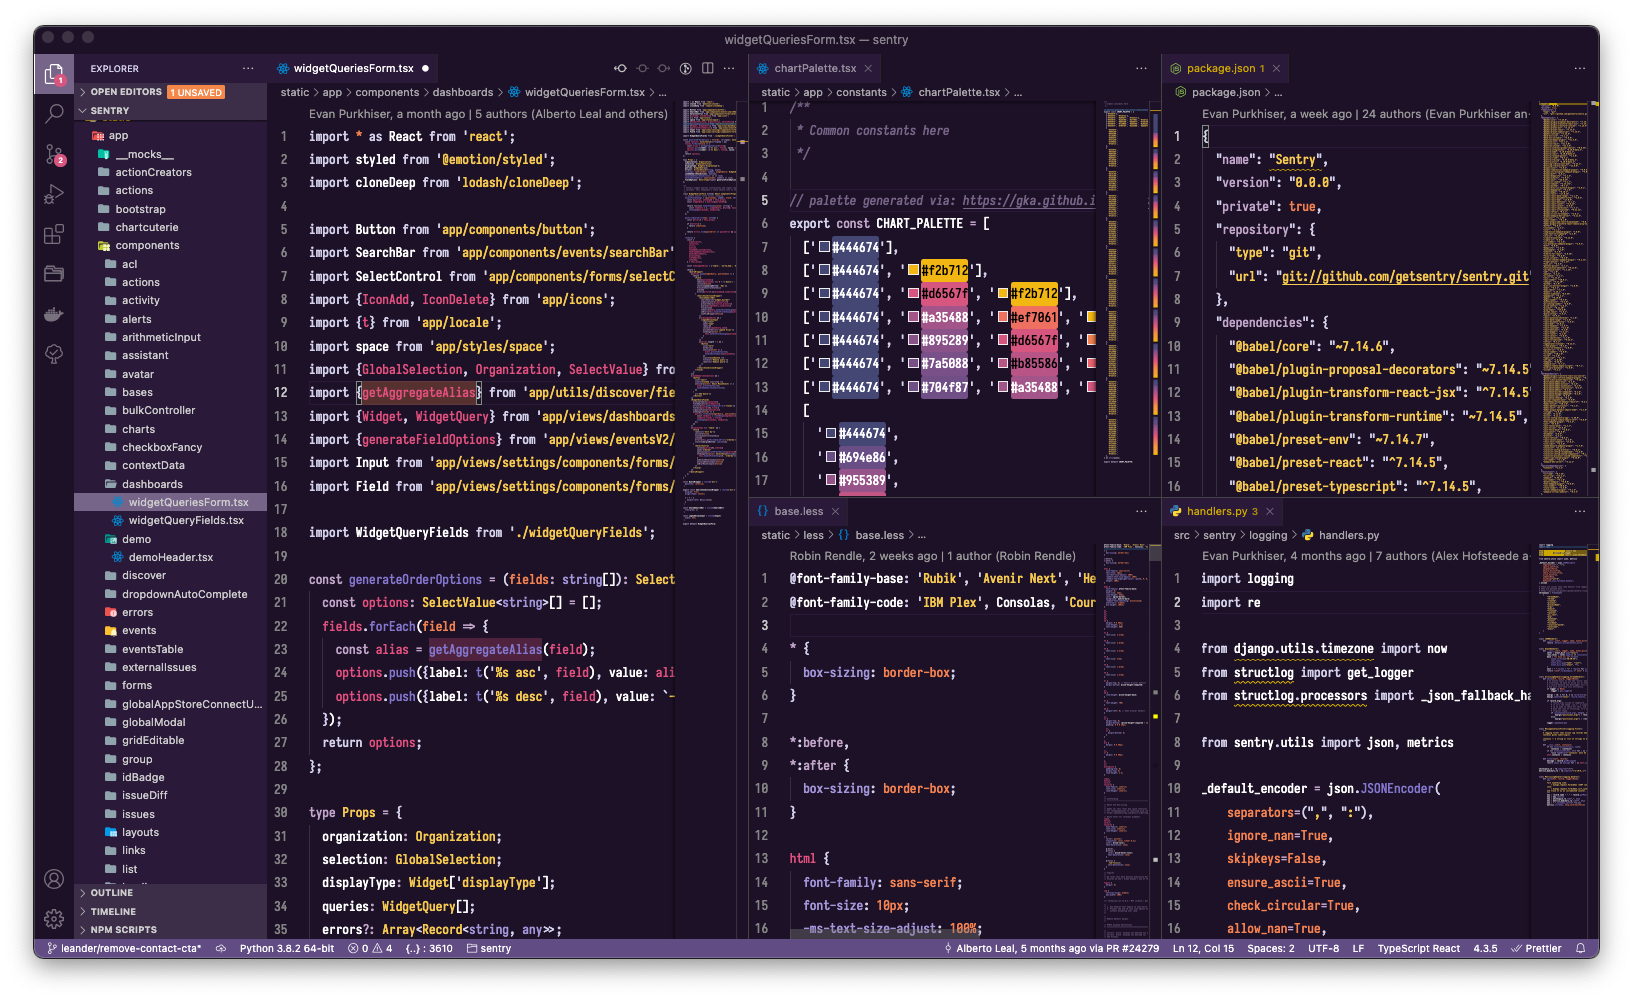 widgetQueriesForm.tsx — sentry
1
2
EXPLORER
OPEN EDITORS 1 UNSAVED
SENTRY
app
__mocks__
actionCreators
actions
bootstrap
chartcuterie
components
acl
actions
activity
alerts
arithmeticInput
assistant
avatar
bases
bulkController
charts
checkboxFancy
contextData
dashboards
widgetQueriesForm.tsx
widgetQueryFields.tsx
demo
demoHeader.tsx
discover
dropdownAutoComplete
errors
events
eventsTable
externalIssues
forms
globalAppStoreConnectU...
globalModal
gridEditable
group
idBadge
issueDiff
issues
layouts
links
list
OUTLINE
TIMELINE
NPM SCRIPTS
widgetQueriesForm.tsx
static > app > components > dashboards > widgetQueriesForm.tsx > ...
Evan Purkhiser, a month ago | 5 authors (Alberto Leal and others)
1 import * as React from 'react';
2 import styled from '@emotion/styled';
3 import cloneDeep from 'lodash/cloneDeep';
4
5 import Button from 'app/components/button';
6 import SearchBar from 'app/components/events/searchBar'
7 import SelectControl from 'app/components/forms/selectC
8 import {IconAdd, IconDelete} from 'app/icons';
9 import {t} from 'app/locale';
10 import space from 'app/styles/space';
11 import {GlobalSelection, Organization, SelectValue} fro
12 import {getAggregateAlias} from 'app/utils/discover/fie
13 import {Widget, WidgetQuery} from 'app/views/dashboards
14 import {generateFieldOptions} from 'app/views/eventsV2/
15 import Input from 'app/views/settings/components/forms/
16 import Field from 'app/views/settings/components/forms/
17
18 import WidgetQueryFields from './widgetQueryFields';
19
20 const generateOrderOptions = (fields: string[]): Select
21 const options: SelectValue<string>[] = [];
22 fields.forEach(field => {
23 const alias = getAggregateAlias(field);
24 options.push({label: t('%s asc', field), value: ali
25 options.push({label: t('%s desc', field), value: `-
26 });
27 return options;
28 };
29
30 type Props = {
31 organization: Organization;
32 selection: GlobalSelection;
33 displayType: Widget['displayType'];
34 queries: WidgetQuery[];
35 errors?: Array<Record<string, any>>;
chartPalette.tsx
static > app > constants > chartPalette.tsx > ...
1 /**
2 * Common constants here
3 */
4
5 // palette generated via: https://gka.github.i
6 export const CHART_PALETTE = [
7 ['#444674'],
8 ['#444674', '#f2b712'],
9 ['#444674', '#d6567f', '#f2b712'],
10 ['#444674', '#a35488', '#ef7061', '
11 ['#444674', '#895289', '#d6567f', '
12 ['#444674', '#7a5088', '#b85586', '
13 ['#444674', '#704f87', '#a35488', '
14 [
15 '#444674',
16 '#694e86',
17 '#955389',
package.json 1
package.json > ...
Evan Purkhiser, a week ago | 24 authors (Evan Purkhiser an
1 {
2 "name": "Sentry",
3 "version": "0.0.0",
4 "private": true,
5 "repository": {
6 "type": "git",
7 "url": "git://github.com/getsentry/sentry.git"
8 },
9 "dependencies": {
10 "@babel/core": "~7.14.6",
11 "@babel/plugin-proposal-decorators": "~7.14.5"
12 "@babel/plugin-transform-react-jsx": "^7.14.5
13 "@babel/plugin-transform-runtime": "~7.14.5",
14 "@babel/preset-env": "~7.14.7",
15 "@babel/preset-react": "^7.14.5",
16 "@babel/preset-typescript": "^7.14.5",
base.less
static > less > base.less > ...
Robin Rendle, 2 weeks ago | 1 author (Robin Rendle)
1 @font-family-base: 'Rubik', 'Avenir Next', 'He
2 @font-family-code: 'IBM Plex', Consolas, 'Cour
3
4 * {
5 box-sizing: border-box;
6 }
7
8 *:before,
9 *:after {
10 box-sizing: border-box;
11 }
12
13 html {
14 font-family: sans-serif;
15 font-size: 10px;
16 -ms-text-size-adjust: 100%;
handlers.py 3
src > sentry > logging > handlers.py
Evan Purkhiser, 4 months ago | 7 authors (Alex Hofsteede a
1 import logging
2 import re
3
4 from django.utils.timezone import now
5 from structlog import get_logger
6 from structlog.processors import _json_fallback_ha
7
8 from sentry.utils import json, metrics
9
10 _default_encoder = json.JSONEncoder(
11 separators=(",", ":"),
12 ignore_nan=True,
13 skipkeys=False,
14 ensure_ascii=True,
15 check_circular=True,
16 allow_nan=True,
leander/remove-contact-cta* Python 3.8.2 64-bit 0 4 {..} : 3610 sentry Alberto Leal, 5 months ago via PR #24279 Ln 12, Col 15 Spaces: 2 UTF-8 LF TypeScript React 4.3.5 Prettier